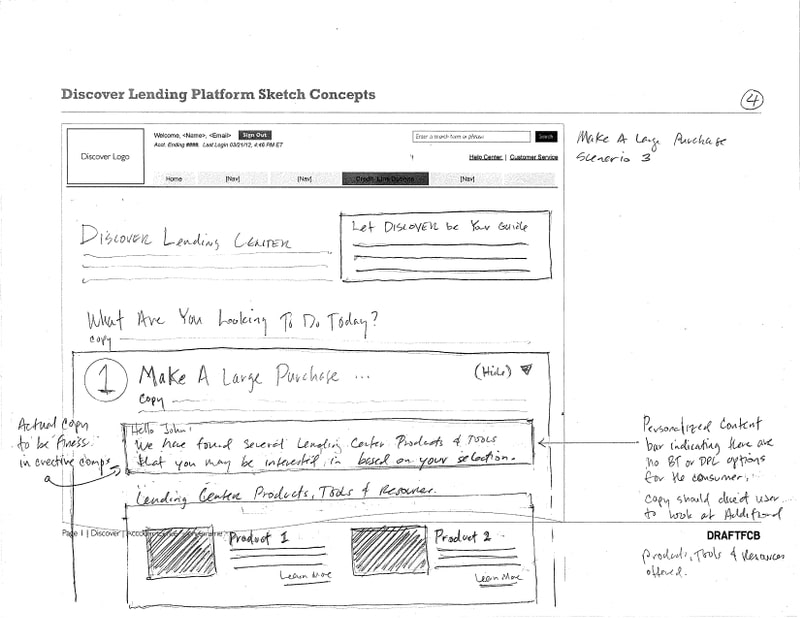 Discover Lending Platform Sketch Concepts
4
Discover Logo
Welcome, <Name>, <Email> Sign Out
Acct. Ending ####. Last Login 03/21/12, 4:40 PM ET
Enter a search term or phrase Search
Help Center | Customer Service
Home [Nav] [Nav] Credit Line Options [Nav]
Make A Large Purchase
Scenario 3
DISCOVER Lending CENTER
Let DISCOVER be Your Guide
What Are You Looking To Do Today?
copy
1 Make A Large Purchase ... (Hide)
Copy
Actual copy
to be finess
in creative comps
Hello John,
We have found several Lending Center Products & Tools
that you may be interested in based on your selection.
Personalized Content
bar indicating there are
no BT or DPL options
for the consumer.
Copy should direct user
to look at Additional
Products, Tools & Resources
offered.
Lending Center Products, Tools & Resources.
Page 1 | Discover |
DRAFTFCB
Product 1
Learn More
Product 2
Learn More